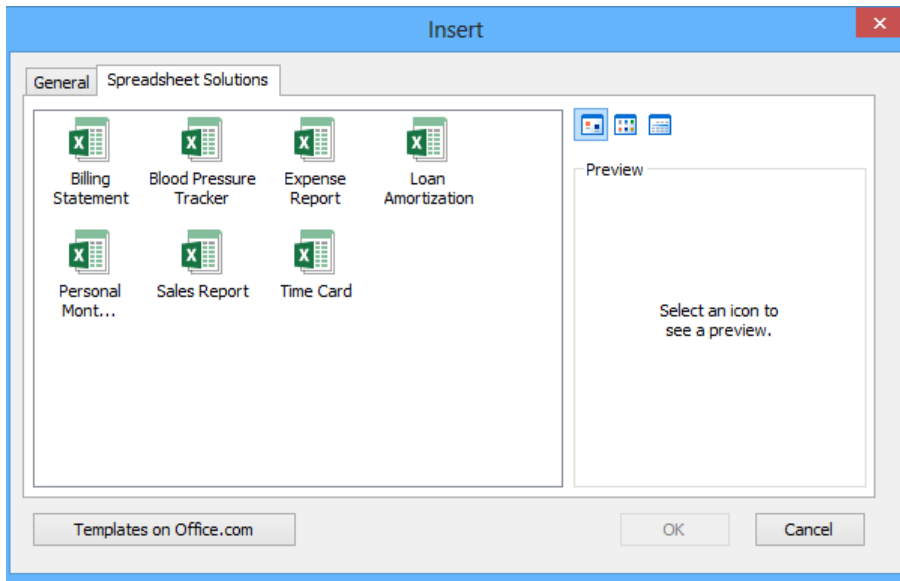 Insert
General
Spreadsheet Solutions
Billing
Statement
Blood Pressure
Tracker
Expense
Report
Loan
Amortization
Personal
Mont...
Sales Report
Time Card
Preview
Select an icon to
see a preview.
Templates on Office.com
OK
Cancel